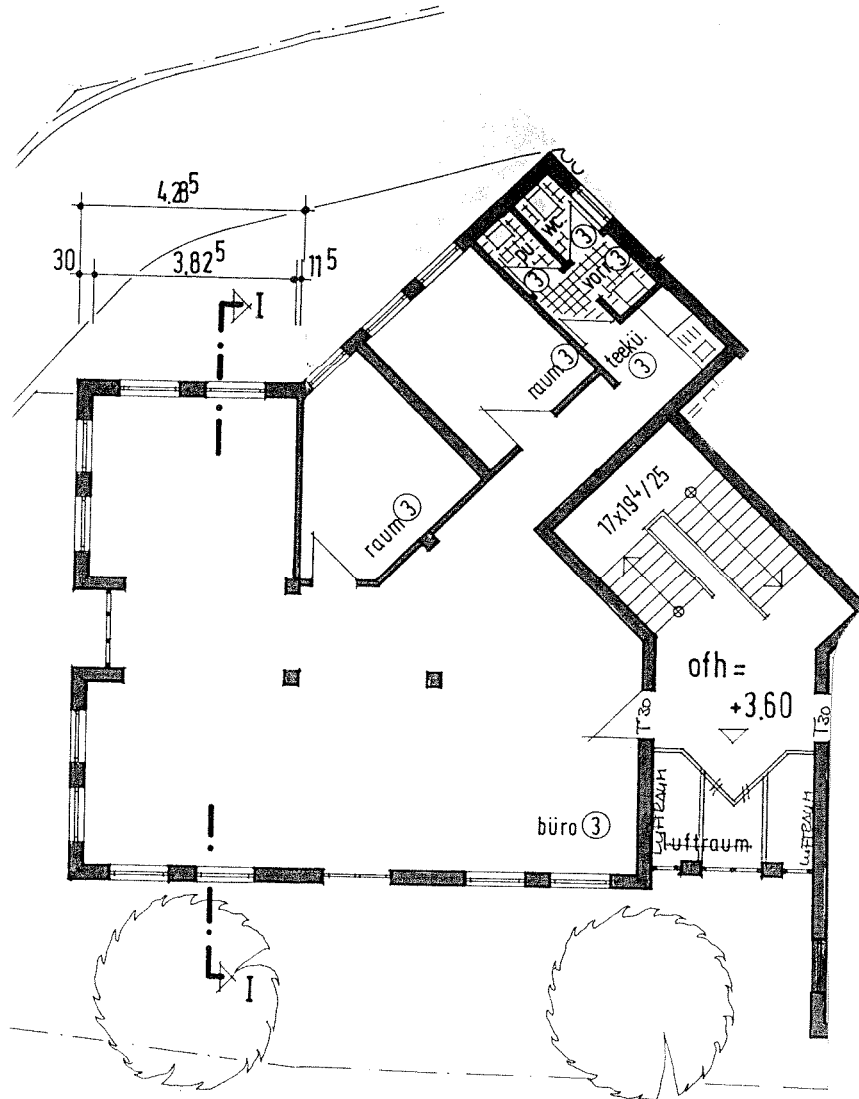 4.28⁵
30 3.82⁵ 11⁵
I
wc ③
pu ③
vorr. ③
teekü. ③
raum ③
raum ③
17x19⁴/25
ofh =
+3.60
T30
T30
büro ③
LUFTRAUM
luftraum
LUFTRAUM
I